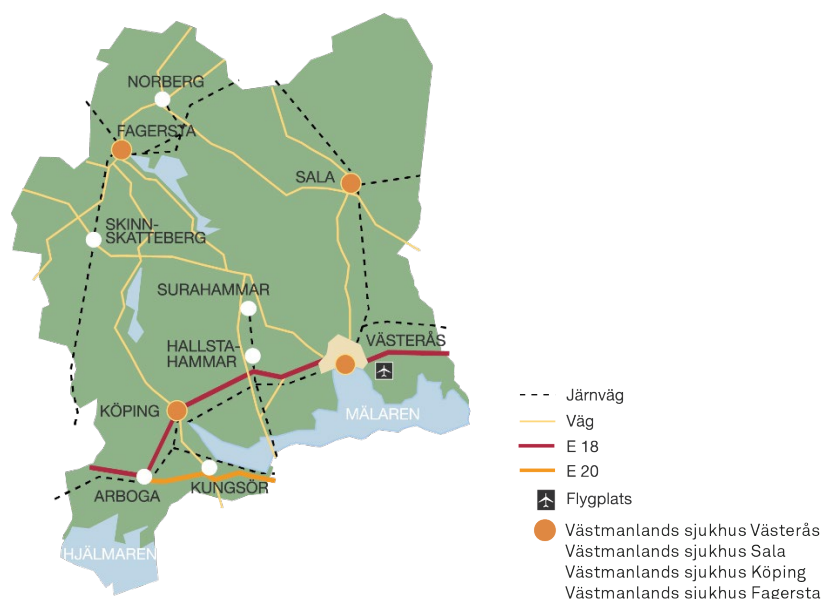 NORBERG
FAGERSTA
SALA
SKINN-
SKATTEBERG
SURAHAMMAR
HALLSTA-
HAMMAR
VÄSTERÅS
KÖPING
MÄLAREN
ARBOGA
KUNGSÖR
HJÄLMAREN
Järnväg
Väg
E 18
E 20
Flygplats
Västmanlands sjukhus Västerås
Västmanlands sjukhus Sala
Västmanlands sjukhus Köping
Västmanlands sjukhus Fagersta